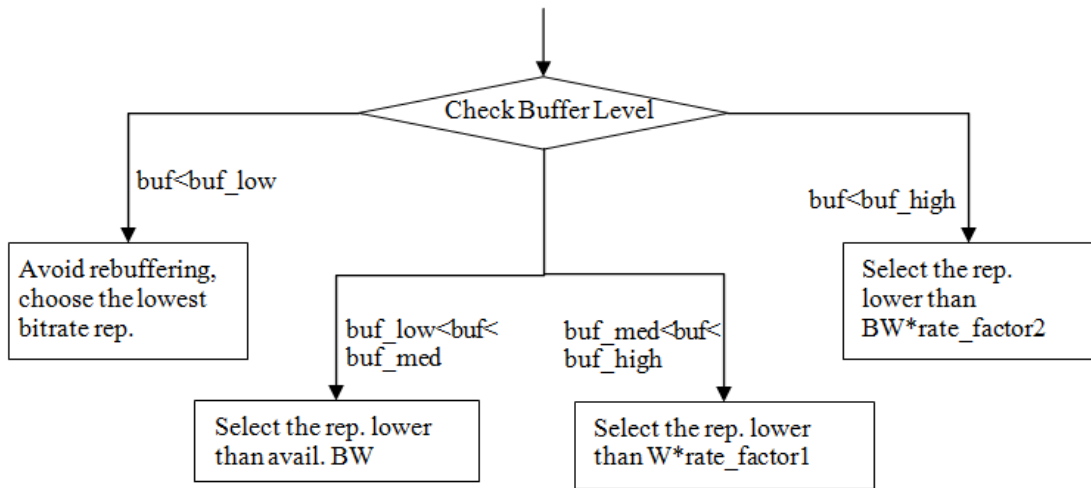 Check Buffer Level
buf<buf_low
buf<buf_high
Avoid rebuffering,
choose the lowest
bitrate rep.
Select the rep.
lower than
BW*rate_factor2
buf_low<buf<
buf_med
buf_med<buf<
buf_high
Select the rep. lower
than avail. BW
Select the rep. lower
than W*rate_factor1